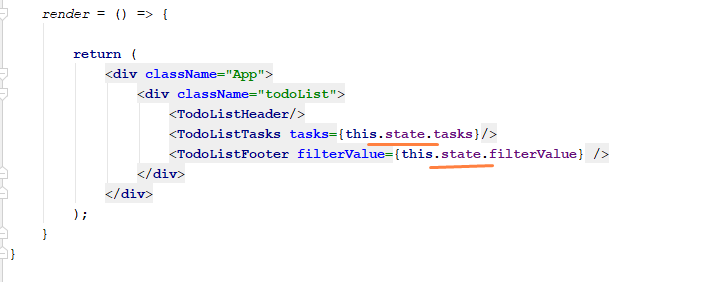 render = () => {
return (
<div className="App">
<div className="todoList">
<TodoListHeader/>
<TodoListTasks tasks={this.state.tasks}/>
<TodoListFooter filterValue={this.state.filterValue} />
</div>
</div>
);
}
}